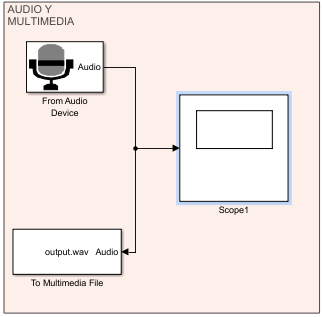 AUDIO Y
MULTIMEDIA
Audio
From Audio
Device
Scope1
output.wav Audio
To Multimedia File